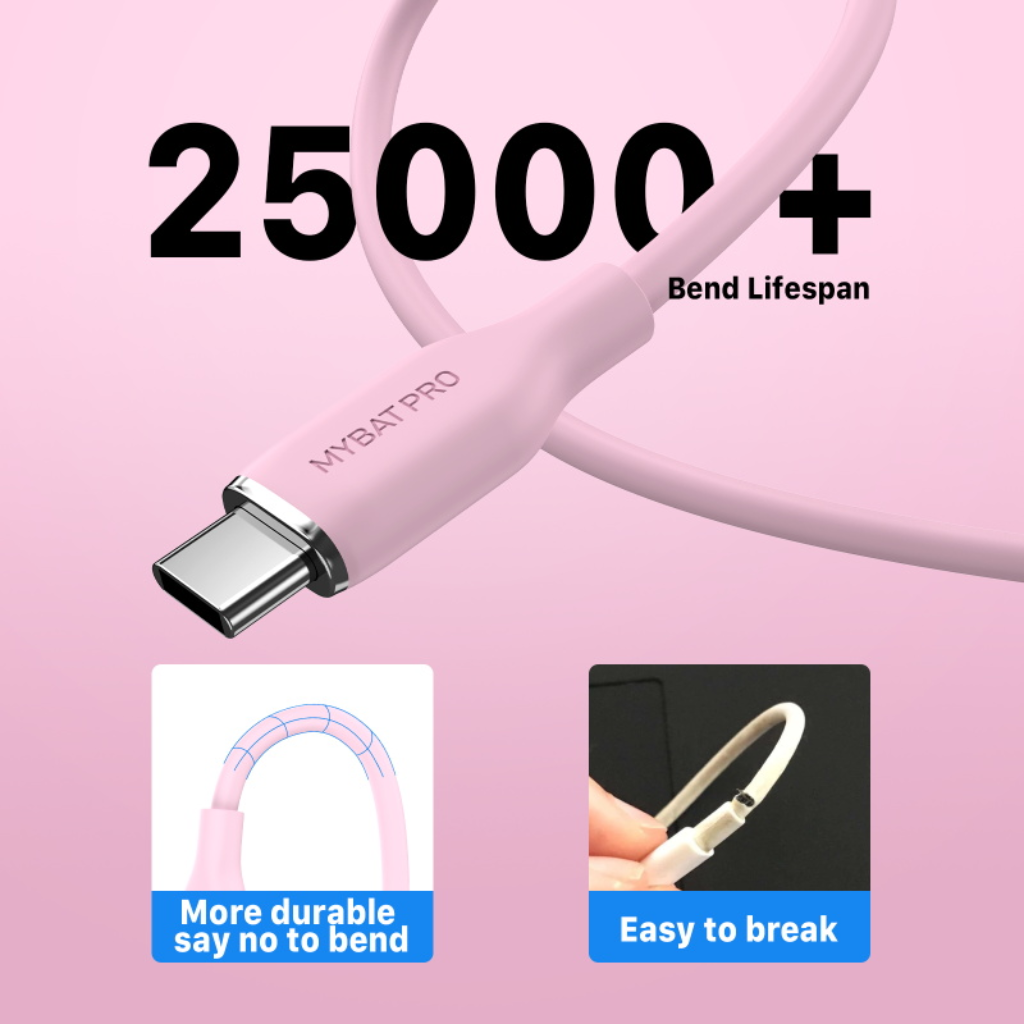 25000 +
Bend Lifespan
MYBAT PRO
More durable
say no to bend
Easy to break